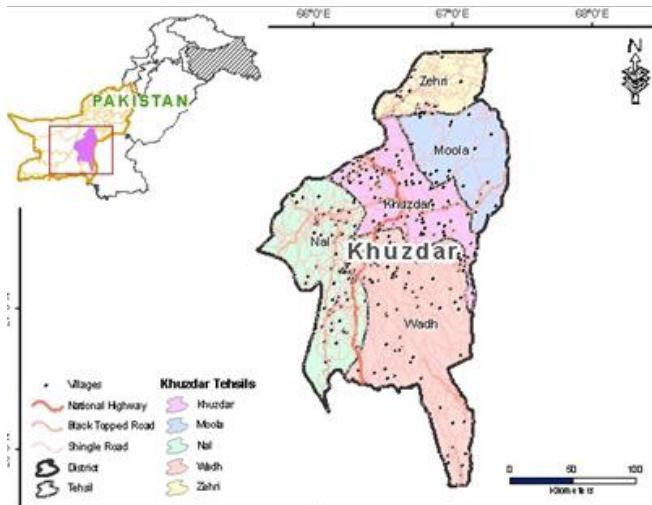 66°0'E 67°0'E 68°0'E
N
PAKISTAN
Zehri
Moola
Khuzdar
Nal
Khuzdar
Wadh
Villages
National Highway
Black Topped Road
Shingle Road
District
Tehsil
Khuzdar Tehsils
Khuzdar
Moola
Nal
Wadh
Zehri
0 50 100
Kilometers